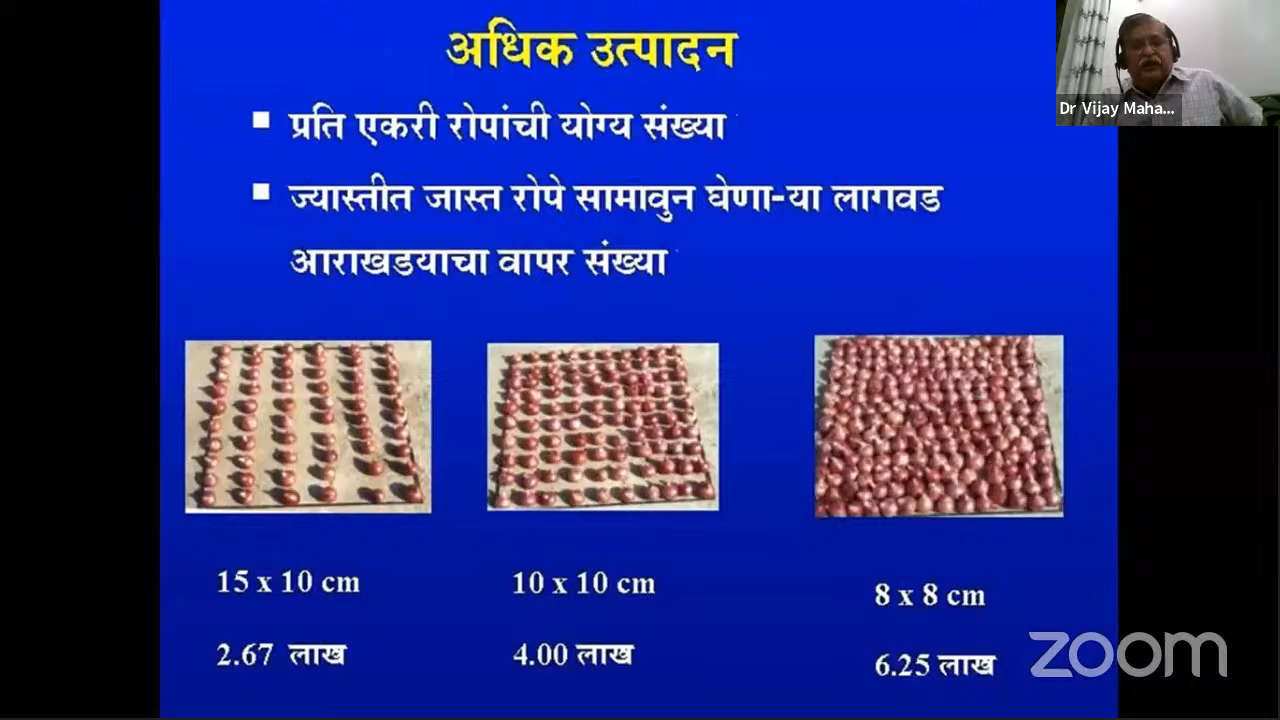 अधिक उत्पादन
Dr Vijay Maha...
प्रति एकरी रोपांची योग्य संख्या
ज्यास्तीत जास्त रोपे सामावुन घेणा-या लागवड
आराखडयाचा वापर संख्या
15 x 10 cm
10 x 10 cm
8 x 8 cm
2.67 लाख
4.00 लाख
6.25 लाख
zoom